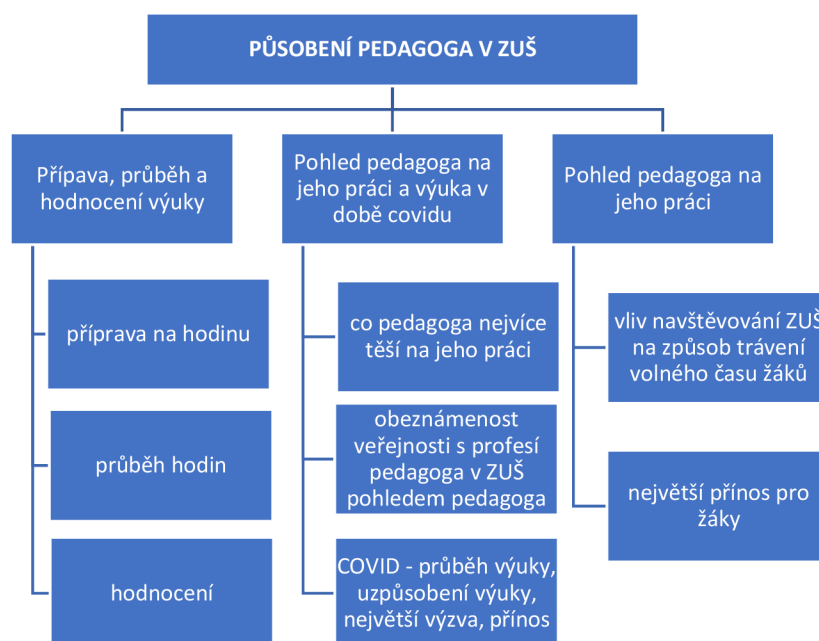 PŮSOBENÍ PEDAGOGA V ZUŠ
Přípava, průběh a
hodnocení výuky
příprava na hodinu
průběh hodin
hodnocení
Pohled pedagoga na
jeho práci a výuka v
době covidu
co pedagoga nejvíce
těší na jeho práci
obeznámenost
veřejnosti s profesí
pedagoga v ZUŠ
pohledem pedagoga
COVID - průběh výuky,
uzpůsobení výuky,
největší výzva, přínos
Pohled pedagoga na
jeho práci
vliv navštěvování ZUŠ
na způsob trávení
volného času žáků
největší přínos pro
žáky